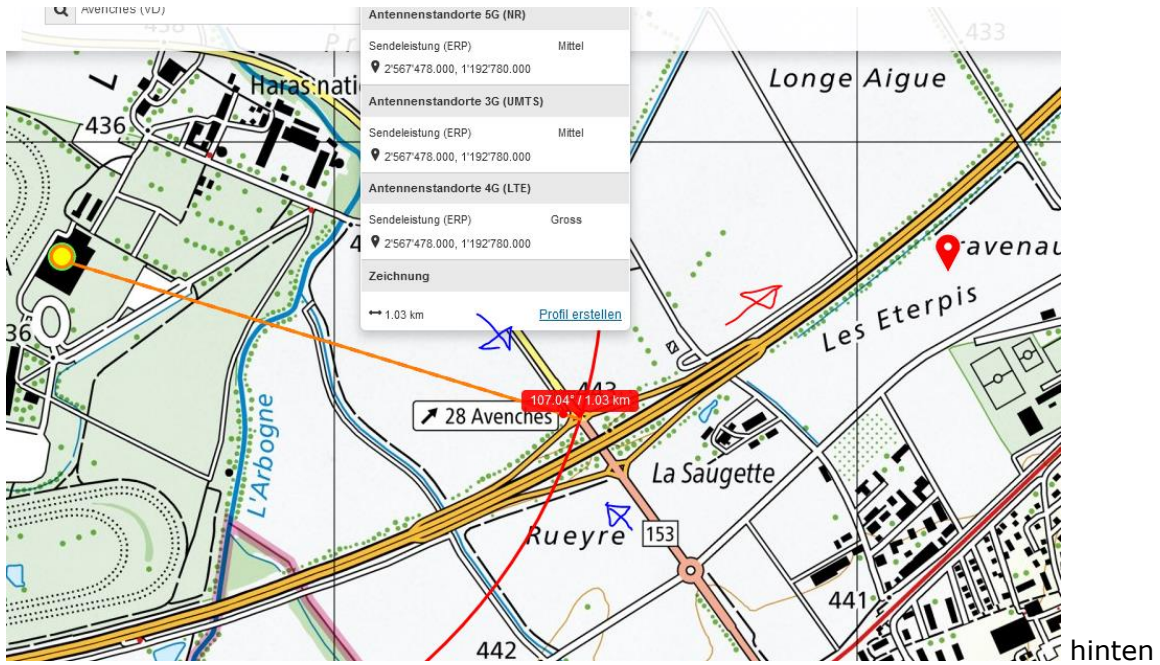 Avenches (VD)
Antennenstandorte 5G (NR)
Sendeleistung (ERP) Mittel
2'567'478.000, 1'192'780.000
Antennenstandorte 3G (UMTS)
Sendeleistung (ERP) Mittel
2'567'478.000, 1'192'780.000
Antennenstandorte 4G (LTE)
Sendeleistung (ERP) Gross
2'567'478.000, 1'192'780.000
Zeichnung
1.03 km Profil erstellen
433
Longe Aigue
Haras nati
436
avenau
Les Eterpis
36
443
107.04° / 1.03 km
28 Avenches
L'Arbogne
La Saugette
Rueyre
153
441
442
hinten